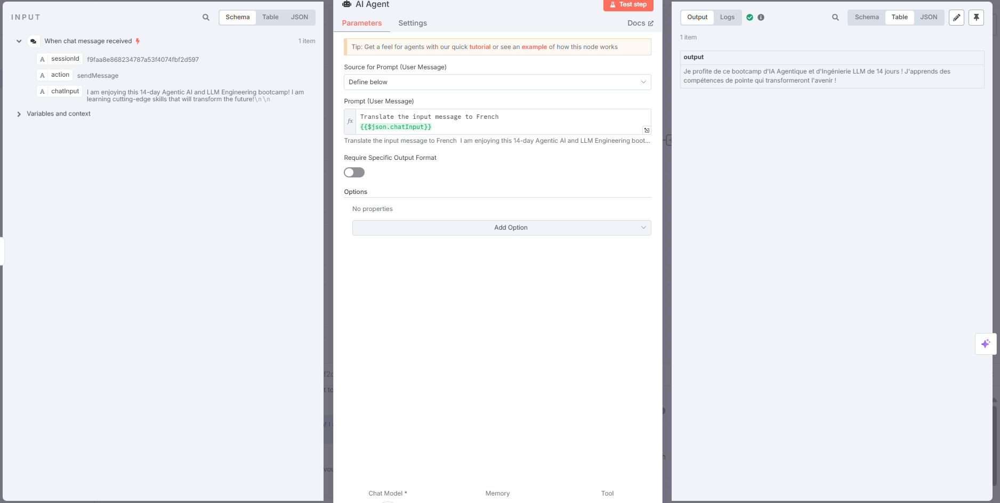 INPUT
Schema
Table
JSON
When chat message received
1 item
A sessionId f9faa8e868234787a53f4074fbf2d597
A action sendMessage
A chatInput I am enjoying this 14-day Agentic AI and LLM Engineering bootcamp! I am
learning cutting-edge skills that will transform the future!\n\n
Variables and context
AI Agent
Test step
Parameters
Settings
Docs
Tip: Get a feel for agents with our quick tutorial or see an example of how this node works
Source for Prompt (User Message)
Define below
Prompt (User Message)
fx
Translate the input message to French
{{$json.chatInput}}
Translate the input message to French I am enjoying this 14-day Agentic AI and LLM Engineering boot...
Require Specific Output Format
Options
No properties
Add Option
Chat Model *
Memory
Tool
Output
Logs
Schema
Table
JSON
1 item
output
Je profite de ce bootcamp d'IA Agentique et d'Ingénierie LLM de 14 jours ! J'apprends des
compétences de pointe qui transformeront l'avenir !